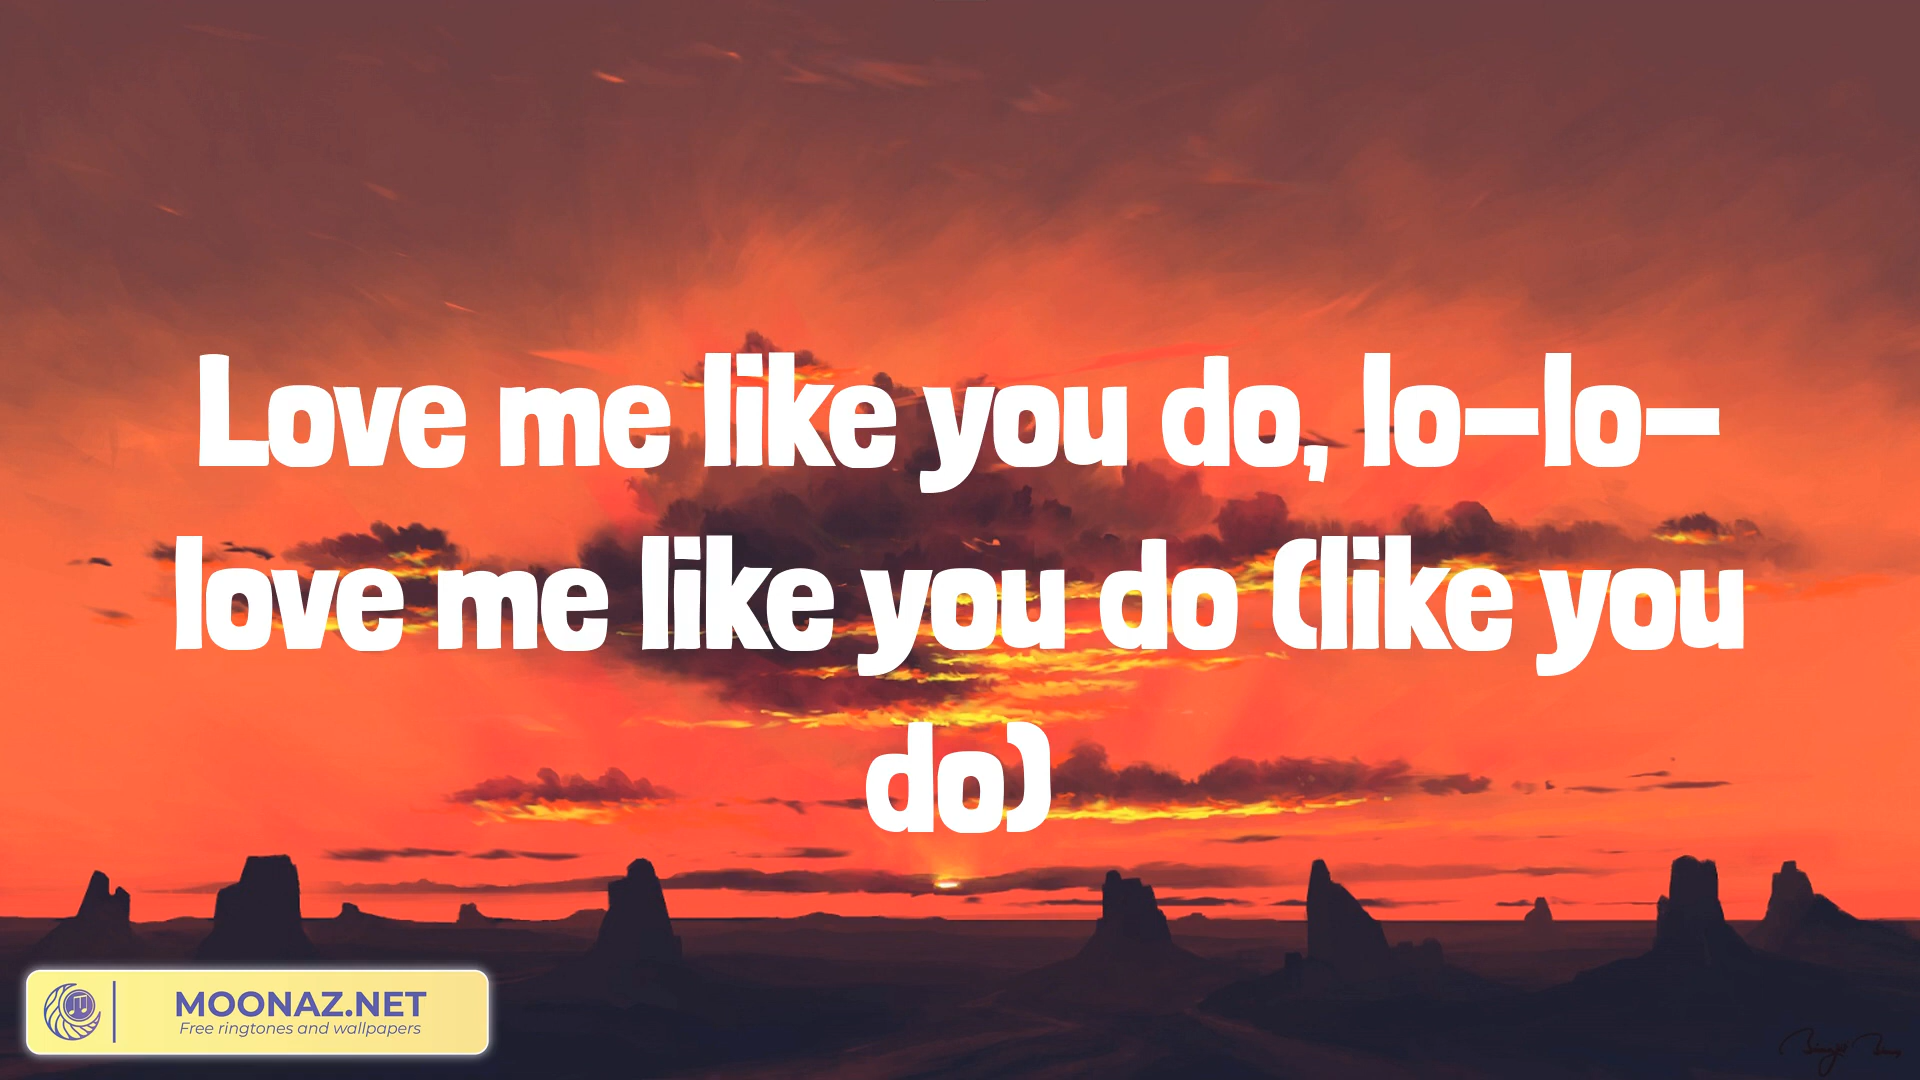 Love me like you do, lo-lo-
love me like you do (like you
do)
MOONAZ.NET
Free ringtones and wallpapers